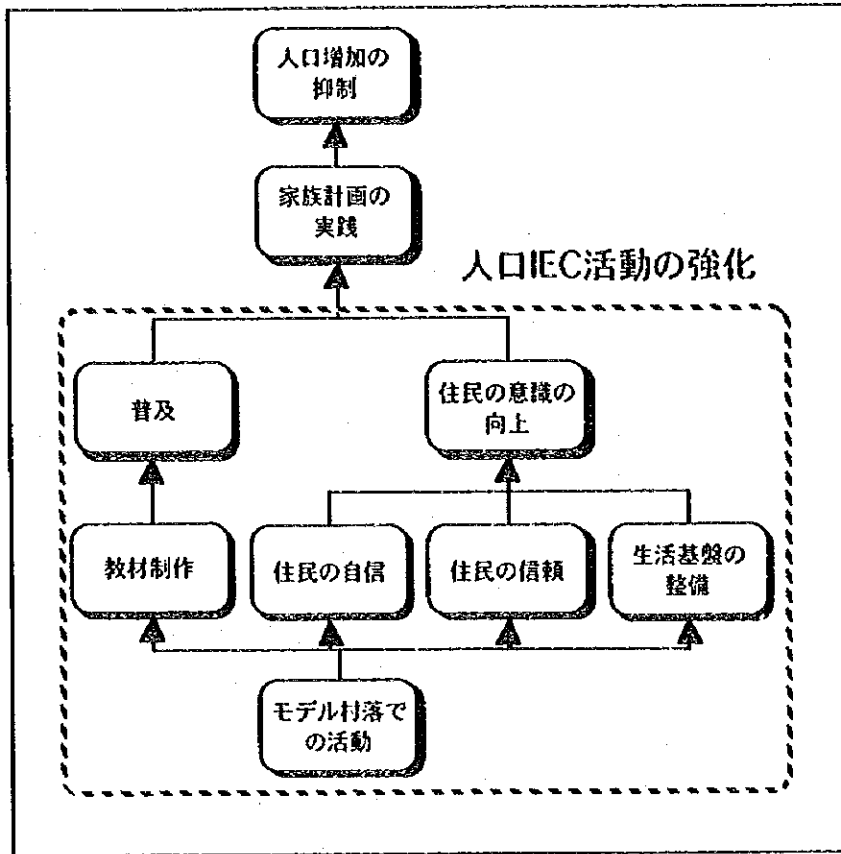 人口増加の
抑制
家族計画の
実践
人口IEC活動の強化
普及
住民の意識の
向上
教材制作
住民の自信
住民の信頼
生活基盤の
整備
モデル村落で
の活動